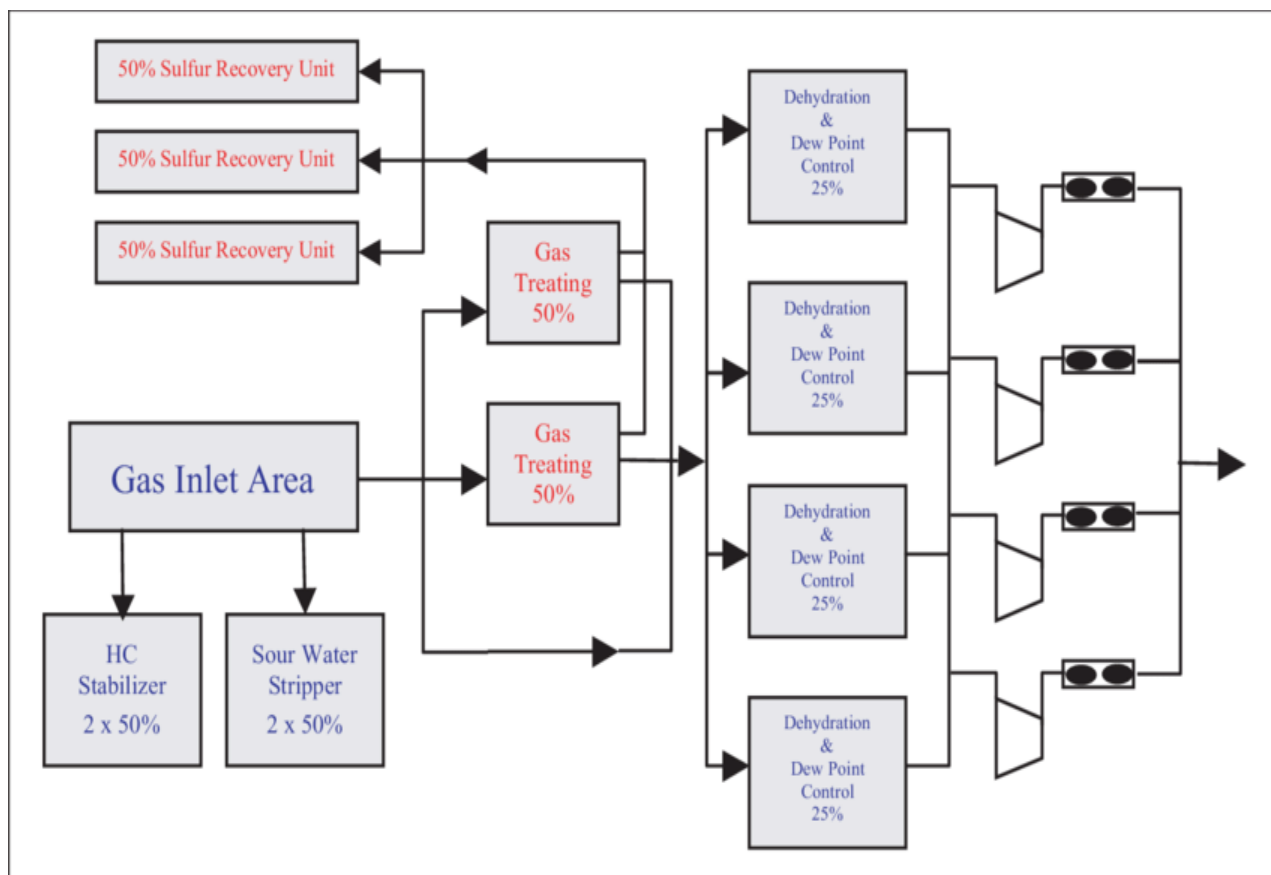 50% Sulfur Recovery Unit
50% Sulfur Recovery Unit
50% Sulfur Recovery Unit
Gas
Treating
50%
Gas
Treating
50%
Gas Inlet Area
HC
Stabilizer
2 x 50%
Sour Water
Stripper
2 x 50%
Dehydration
&
Dew Point
Control
25%
Dehydration
&
Dew Point
Control
25%
Dehydration
&
Dew Point
Control
25%
Dehydration
&
Dew Point
Control
25%